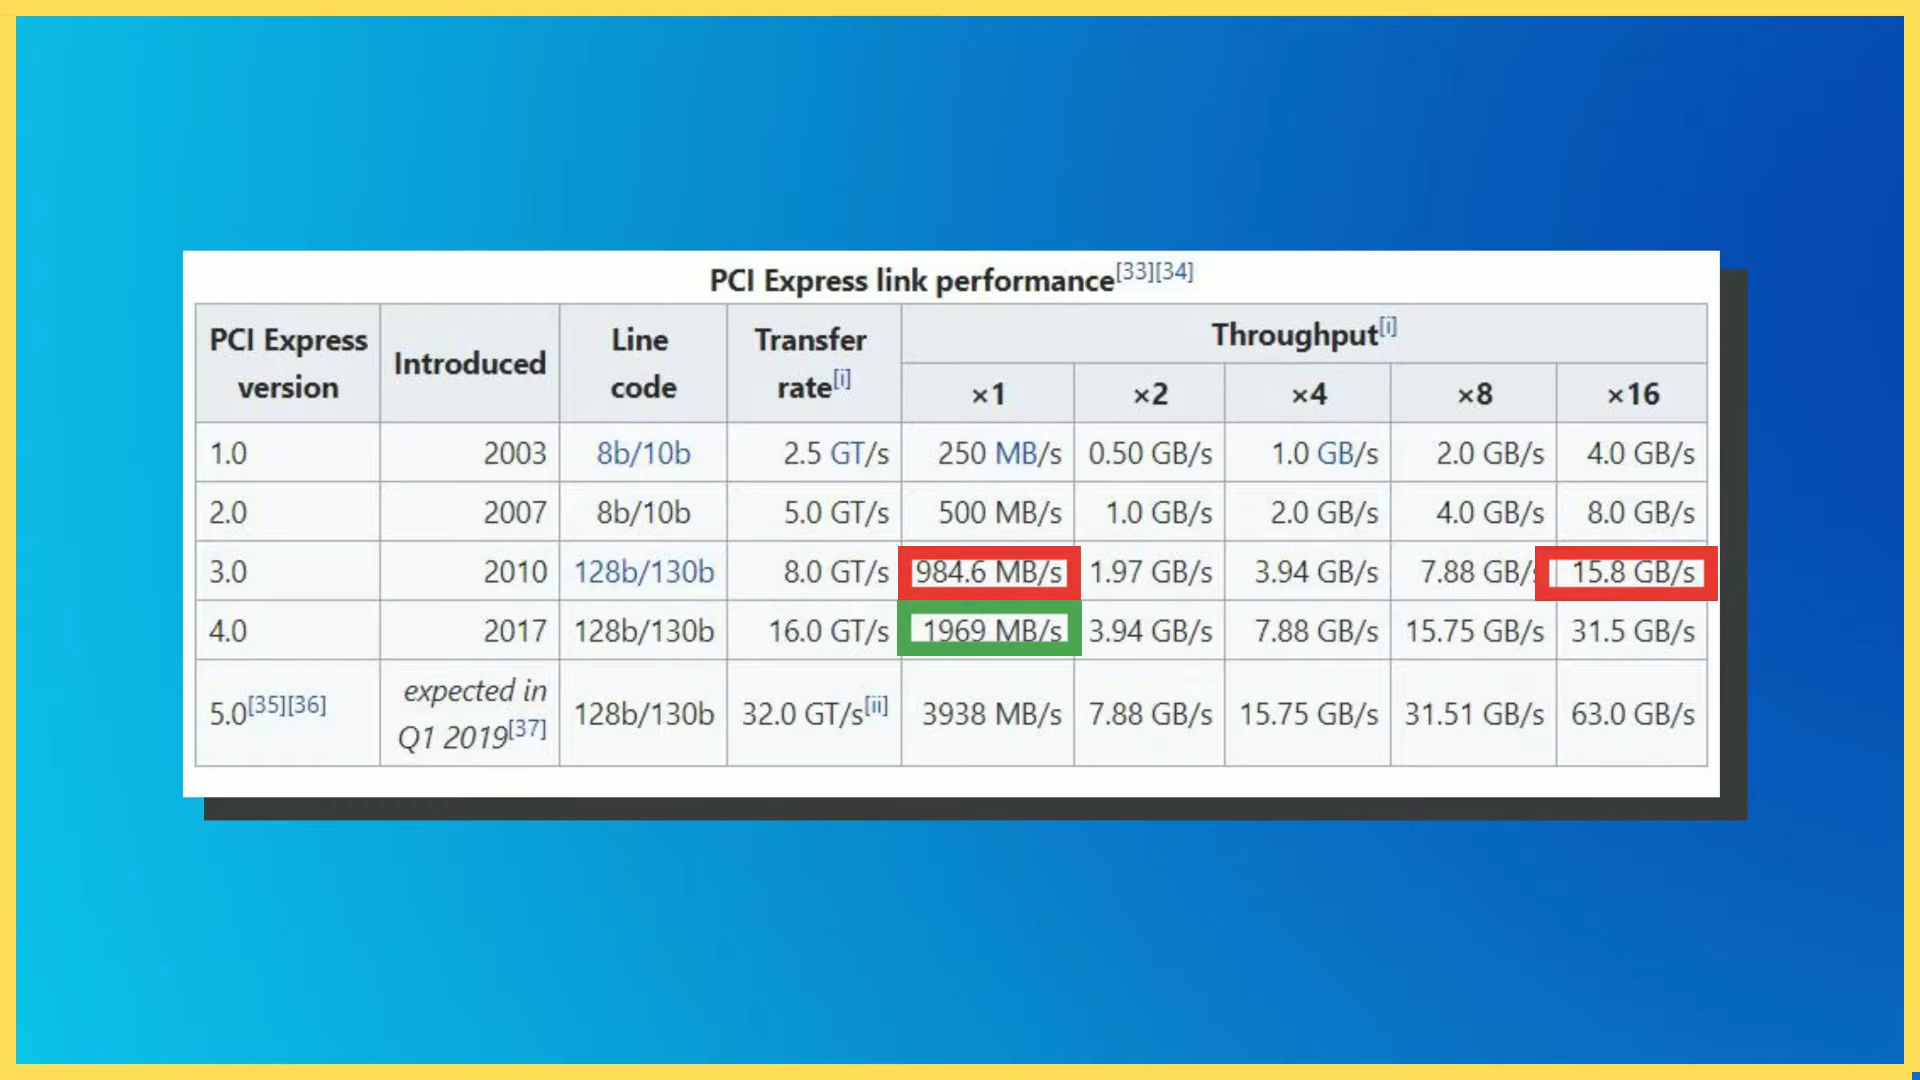 PCI Express link performance[33][34]
PCI Express version Introduced Line code Transfer rate[i] Throughput[i]
×1 ×2 ×4 ×8 ×16
1.0 2003 8b/10b 2.5 GT/s 250 MB/s 0.50 GB/s 1.0 GB/s 2.0 GB/s 4.0 GB/s
2.0 2007 8b/10b 5.0 GT/s 500 MB/s 1.0 GB/s 2.0 GB/s 4.0 GB/s 8.0 GB/s
3.0 2010 128b/130b 8.0 GT/s 984.6 MB/s 1.97 GB/s 3.94 GB/s 7.88 GB/s 15.8 GB/s
4.0 2017 128b/130b 16.0 GT/s 1969 MB/s 3.94 GB/s 7.88 GB/s 15.75 GB/s 31.5 GB/s
5.0[35][36] expected in Q1 2019[37] 128b/130b 32.0 GT/s[ii] 3938 MB/s 7.88 GB/s 15.75 GB/s 31.51 GB/s 63.0 GB/s